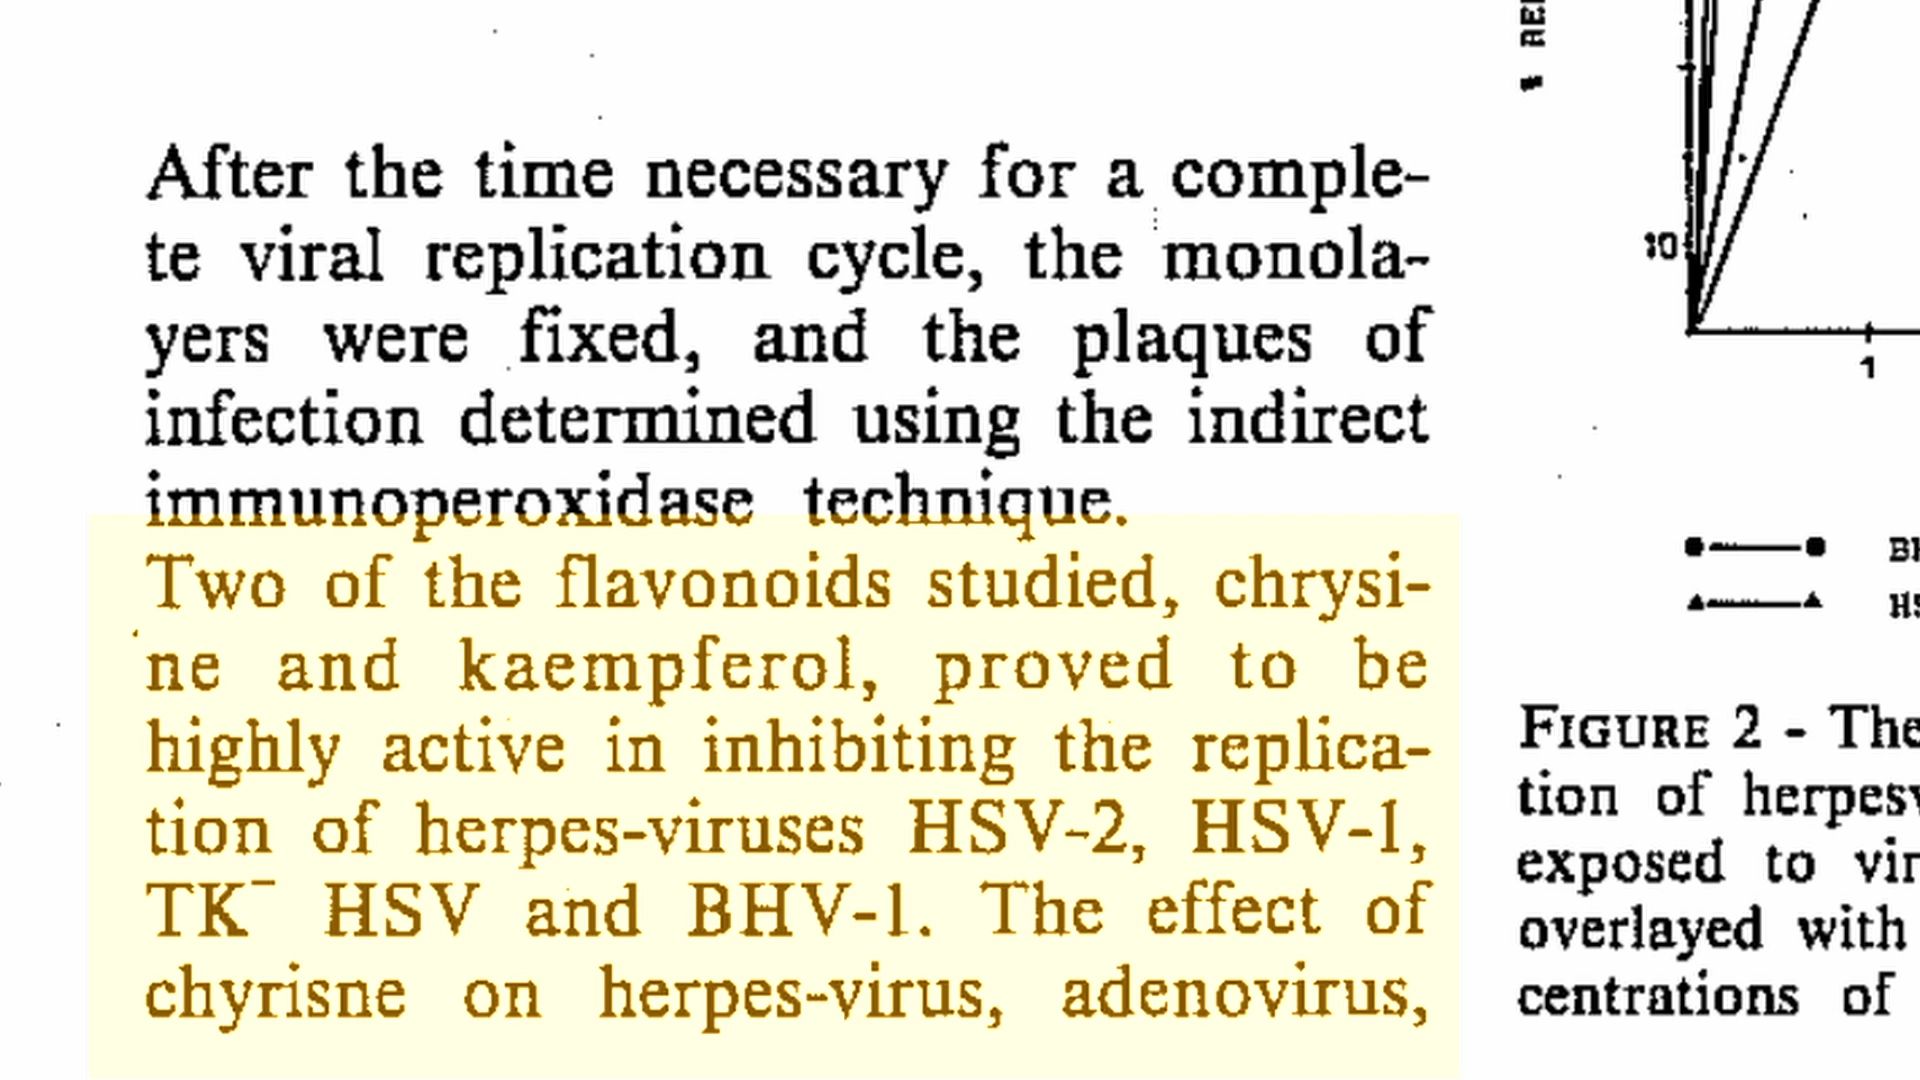 After the time necessary for a comple-
te viral replication cycle, the monola-
yers were fixed, and the plaques of
infection determined using the indirect
immunoperoxidase technique.
Two of the flavonoids studied, chrysi-
ne and kaempferol, proved to be
highly active in inhibiting the replica-
tion of herpes-viruses HSV-2, HSV-1,
TK⁻ HSV and BHV-1. The effect of
chyrisne on herpes-virus, adenovirus,
%
10
1
FIGURE 2 - The
tion of
exposed to
overlayed with
centrations of